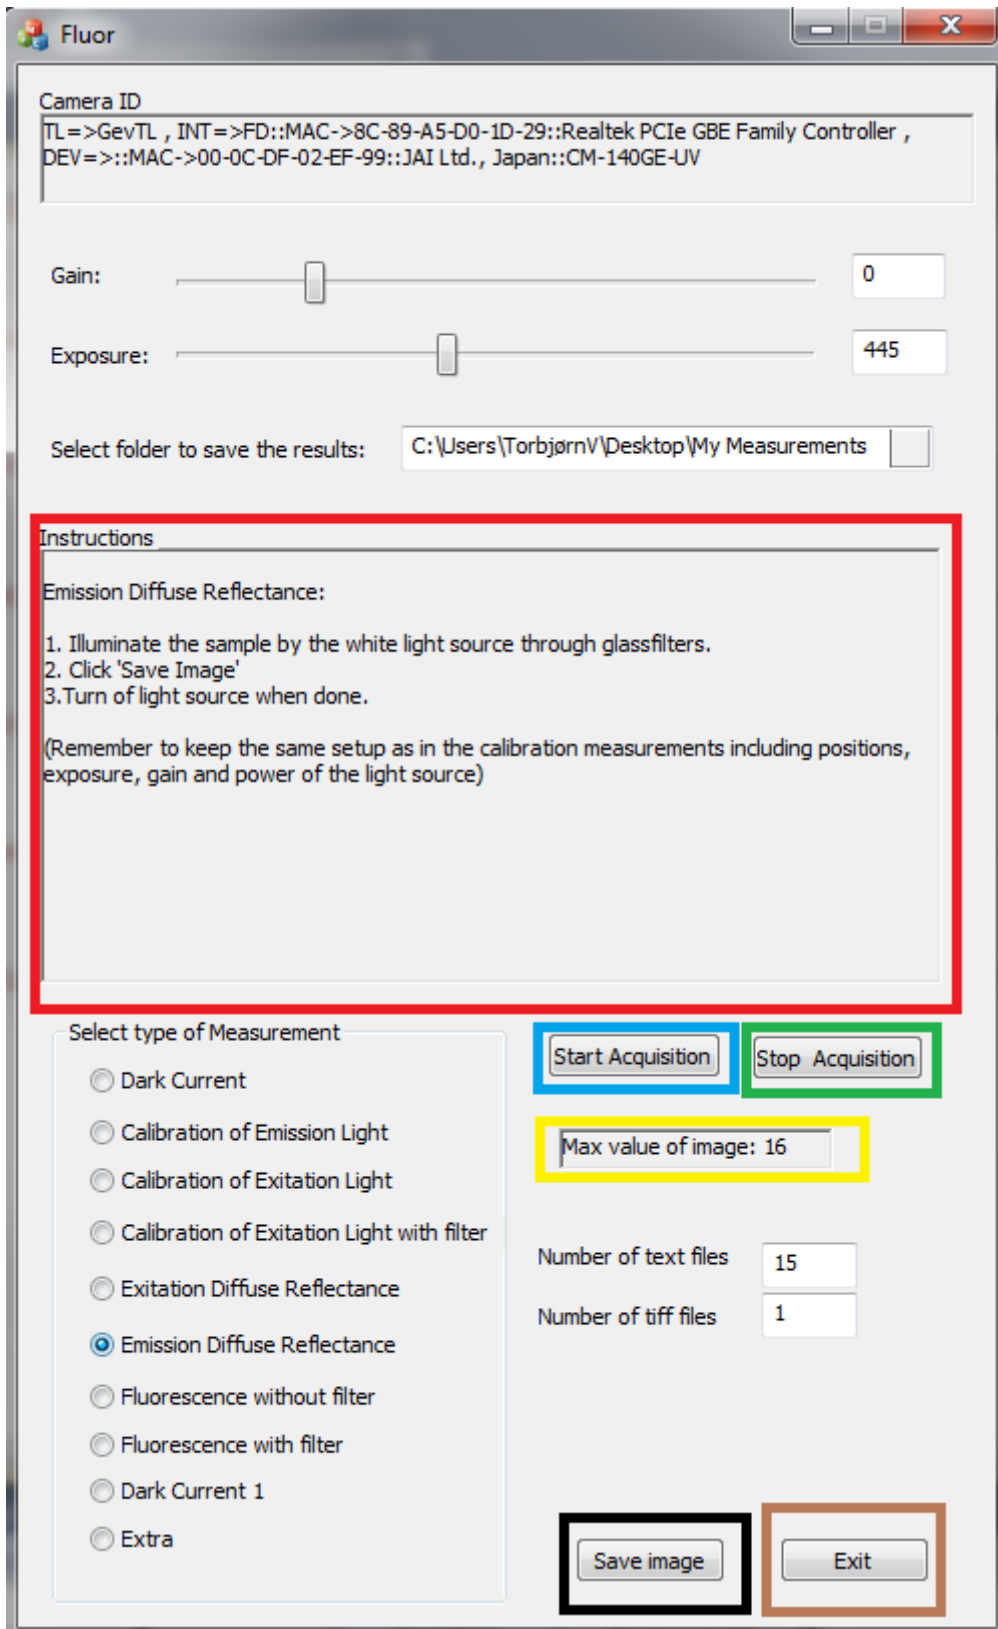 Fluor
Camera ID
TL=>GevTL , INT=>FD::MAC->8C-89-A5-D0-1D-29::Realtek PCIe GBE Family Controller ,
DEV=>::MAC->00-0C-DF-02-EF-99::JAI Ltd., Japan::CM-140GE-UV
Gain:
0
Exposure:
445
Select folder to save the results:
C:\Users\TorbjørnV\Desktop\My Measurements
Instructions
Emission Diffuse Reflectance:
1. Illuminate the sample by the white light source through glassfilters.
2. Click 'Save Image'
3.Turn of light source when done.
(Remember to keep the same setup as in the calibration measurements including positions,
exposure, gain and power of the light source)
Select type of Measurement
Dark Current
Calibration of Emission Light
Calibration of Exitation Light
Calibration of Exitation Light with filter
Exitation Diffuse Reflectance
Emission Diffuse Reflectance
Fluorescence without filter
Fluorescence with filter
Dark Current 1
Extra
Start Acquisition
Stop Acquisition
Max value of image: 16
Number of text files
15
Number of tiff files
1
Save image
Exit